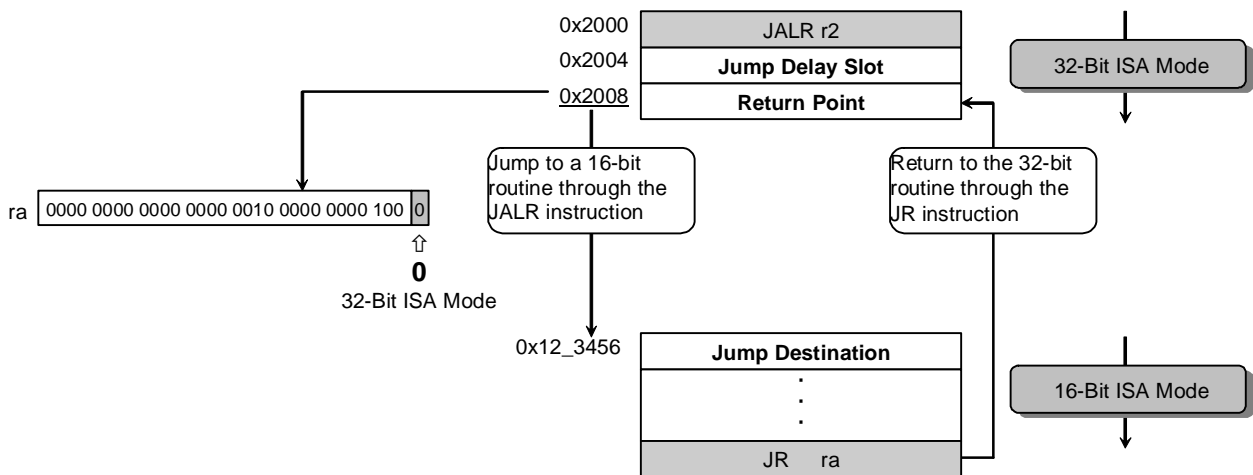 0x2000
JALR r2
0x2004
Jump Delay Slot
0x2008
Return Point
32-Bit ISA Mode
Jump to a 16-bit
routine through the
JALR instruction
Return to the 32-bit
routine through the
JR instruction
ra
0000 0000 0000 0000 0010 0000 0000 100 0
0
32-Bit ISA Mode
0x12_3456
Jump Destination
.
.
.
JR ra
16-Bit ISA Mode